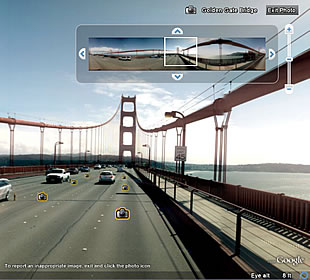 Golden Gate Bridge Exit Photo
To report an inappropriate image, exit and click the photo icon.
Google
Eye alt 8 ft